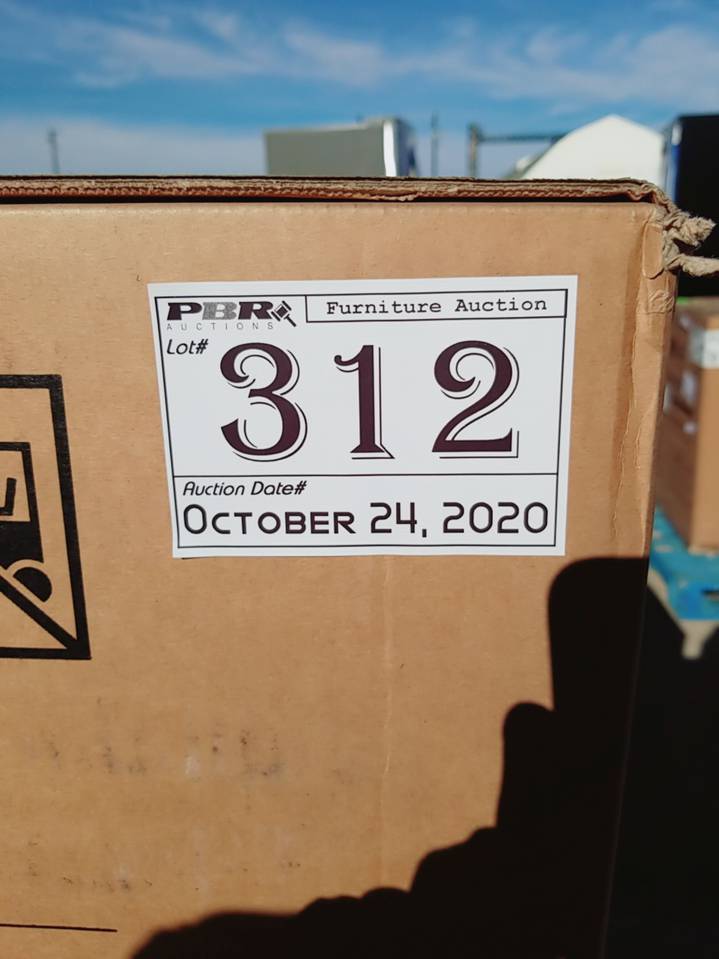 PBR
AUCTIONS
Furniture Auction
Lot#
312
Auction Date#
OCTOBER 24, 2020